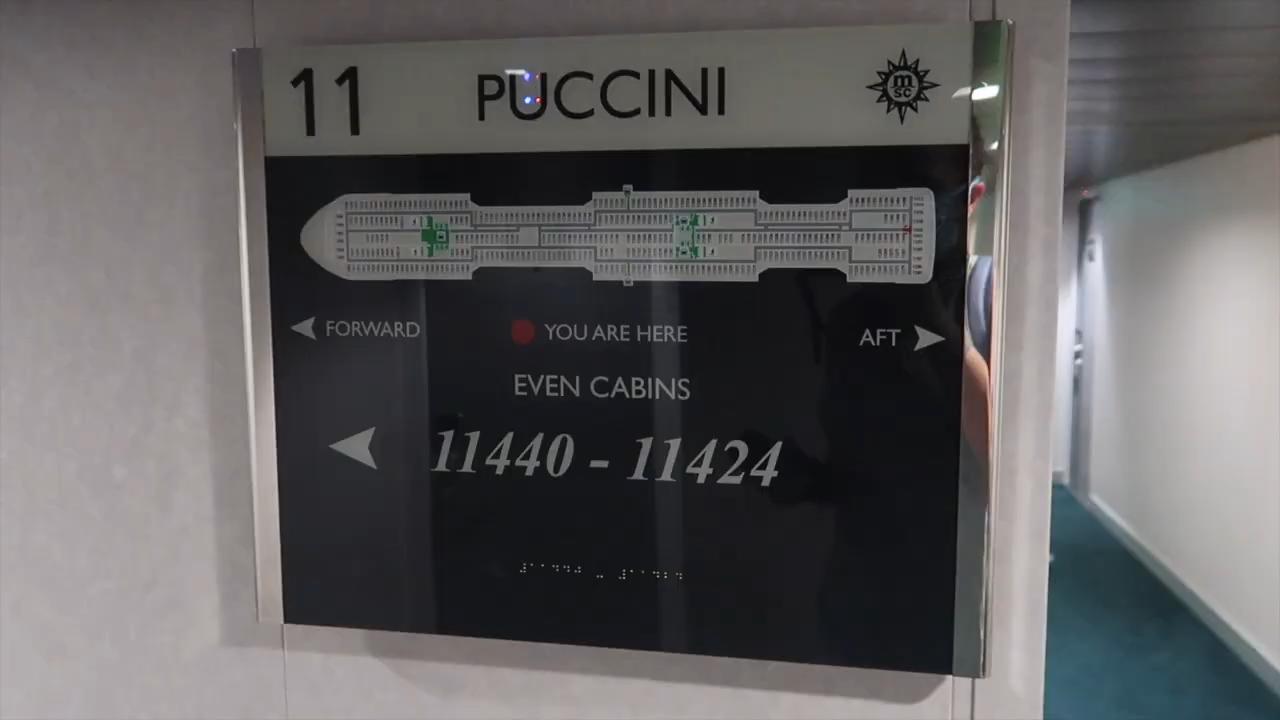 11 PUCCINI msc
FORWARD YOU ARE HERE AFT
EVEN CABINS
11440 - 11424